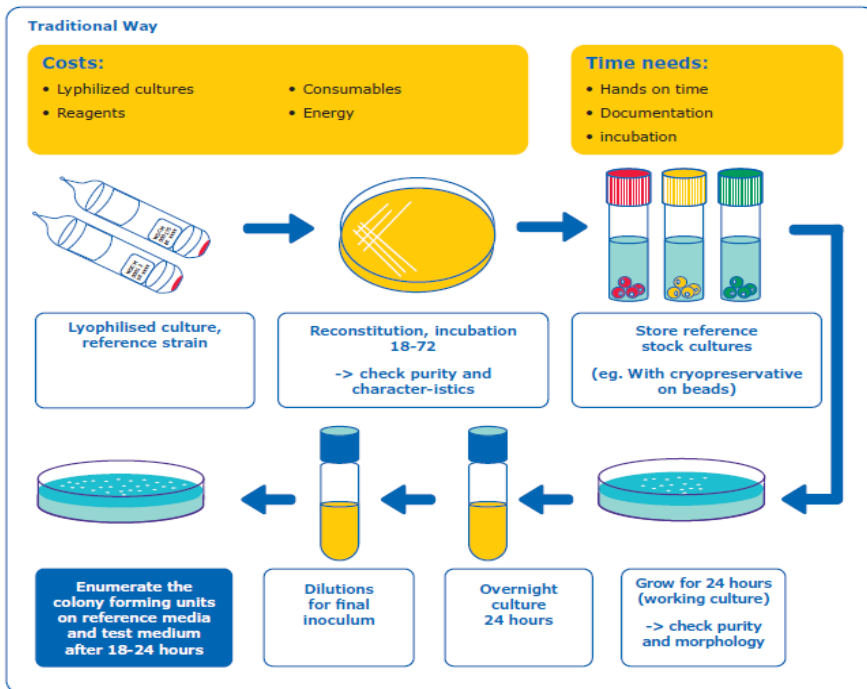 Traditional Way
Costs:
• Lyphilized cultures
• Reagents
• Consumables
• Energy
Time needs:
• Hands on time
• Documentation
• incubation
Lyophilised culture,
reference strain
Reconstitution, incubation
18-72
-> check purity and
character-istics
Store reference
stock cultures
(eg. With cryopreservative
on beads)
Enumerate the
colony forming units
on reference media
and test medium
after 18-24 hours
Dilutions
for final
inoculum
Overnight
culture
24 hours
Grow for 24 hours
(working culture)
-> check purity
and morphology